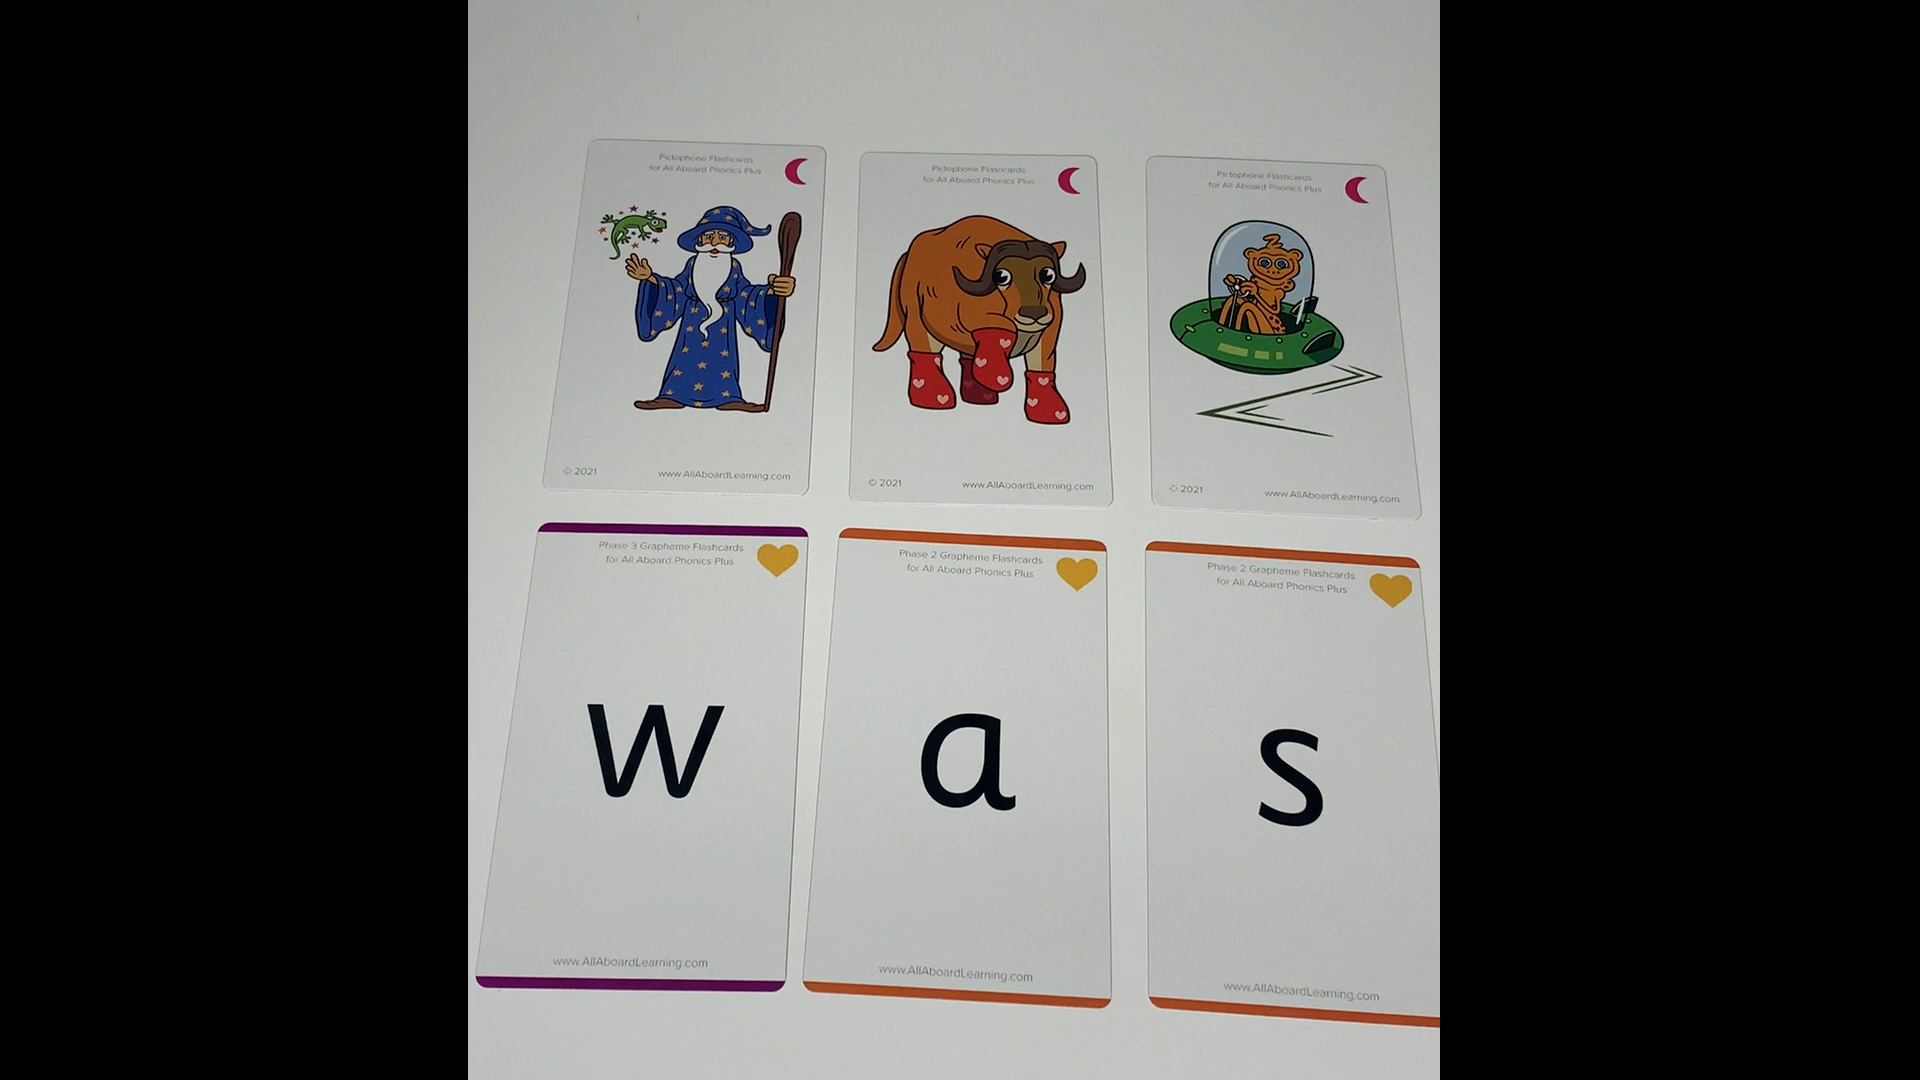 Pictophone Flashcards
for All Aboard Phonics Plus
© 2021
www.AllAboardLearning.com
Pictophone Flashcards
for All Aboard Phonics Plus
© 2021
www.AllAboardLearning.com
Pictophone Flashcards
for All Aboard Phonics Plus
© 2021
www.AllAboardLearning.com
Phase 3 Grapheme Flashcards
for All Aboard Phonics Plus
w
www.AllAboardLearning.com
Phase 2 Grapheme Flashcards
for All Aboard Phonics Plus
a
www.AllAboardLearning.com
Phase 2 Grapheme Flashcards
for All Aboard Phonics Plus
s
www.AllAboardLearning.com